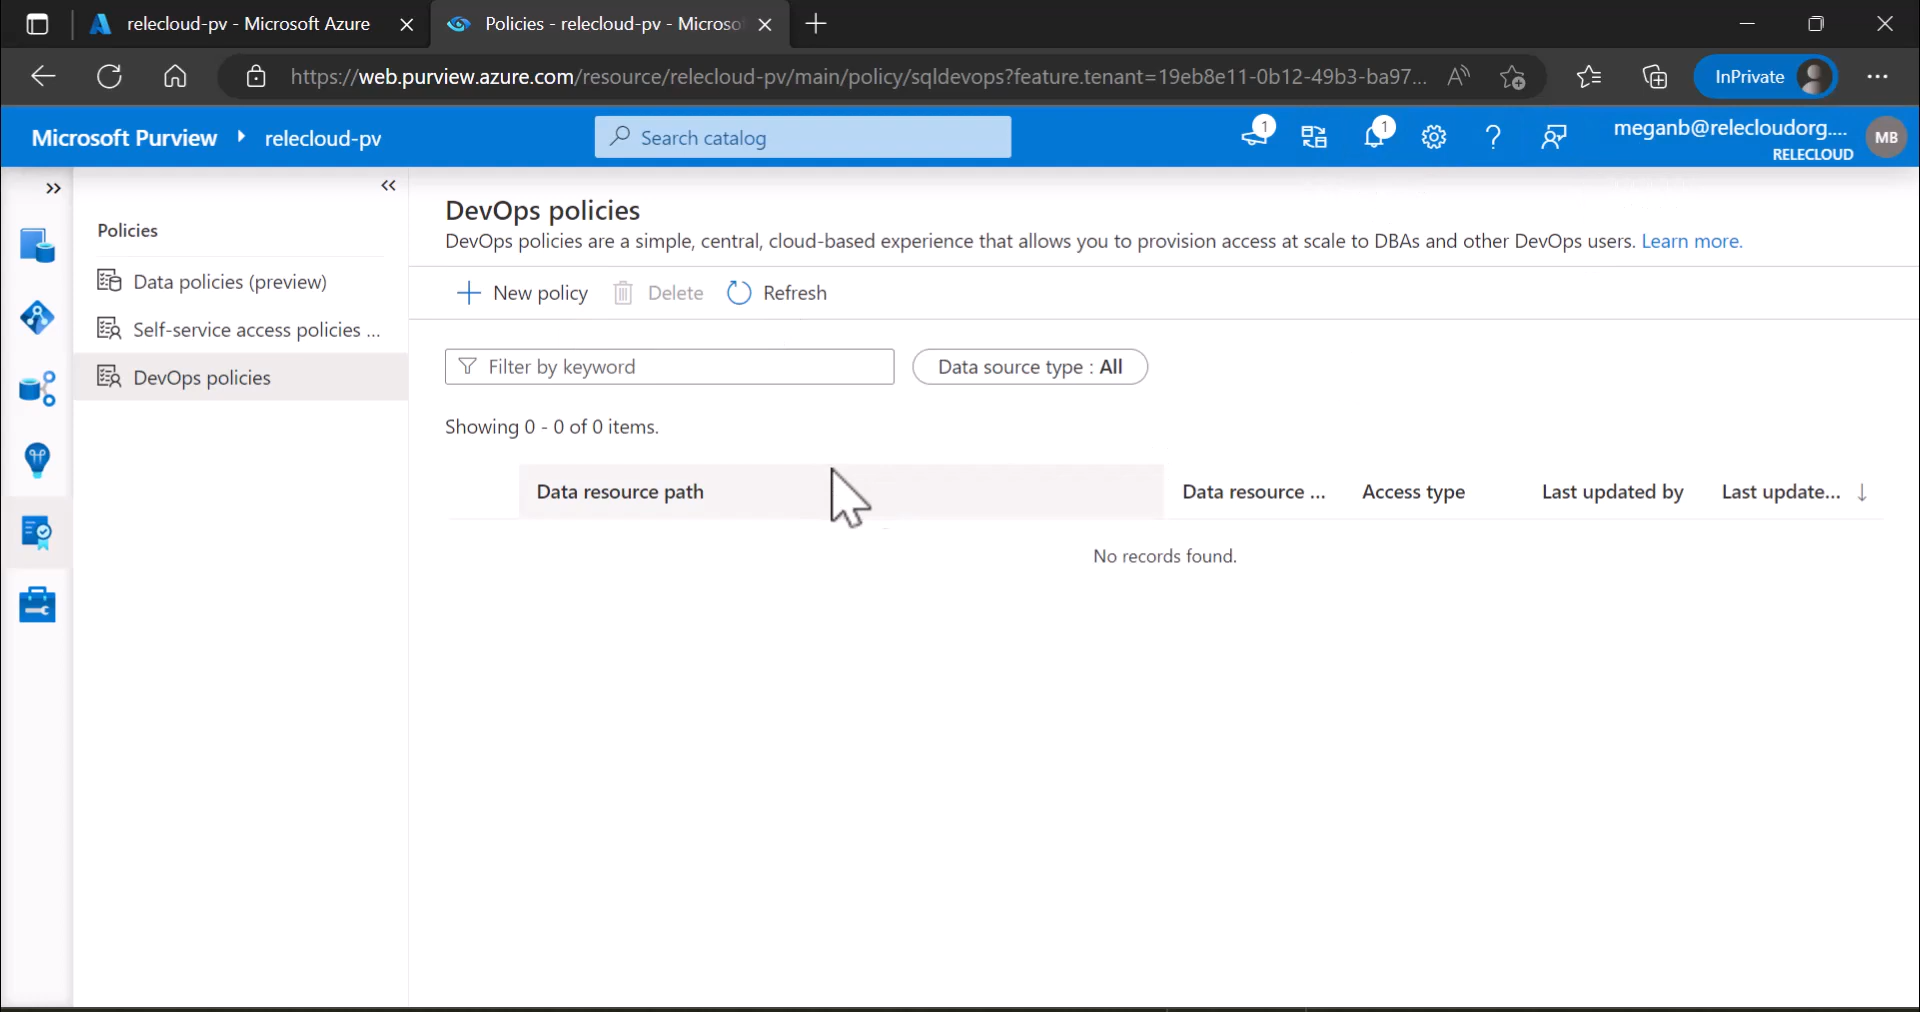 relecloud-pv - Microsoft Azure
Policies - relecloud-pv - Microso
https://web.purview.azure.com/resource/relecloud-pv/main/policy/sqldevops?feature.tenant=19eb8e11-0b12-49b3-ba97...
InPrivate
Microsoft Purview
relecloud-pv
Search catalog
1
1
meganb@relecloudorg....
RELECLOUD
MB
Policies
Data policies (preview)
Self-service access policies ...
DevOps policies
DevOps policies
DevOps policies are a simple, central, cloud-based experience that allows you to provision access at scale to DBAs and other DevOps users. Learn more.
New policy
Delete
Refresh
Filter by keyword
Data source type : All
Showing 0 - 0 of 0 items.
Data resource path
Data resource ...
Access type
Last updated by
Last update...
No records found.